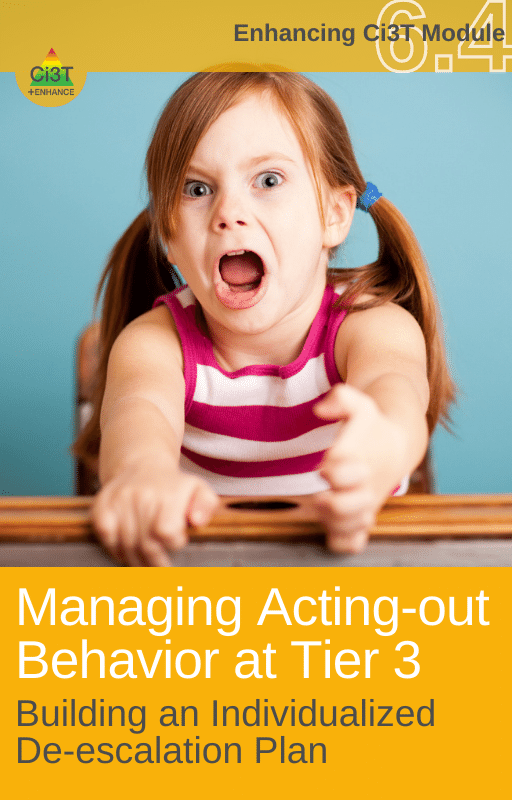 6.4
Enhancing Ci3T Module
Ci3T
+ENHANCE
Managing Acting-out
Behavior at Tier 3
Building an Individualized
De-escalation Plan